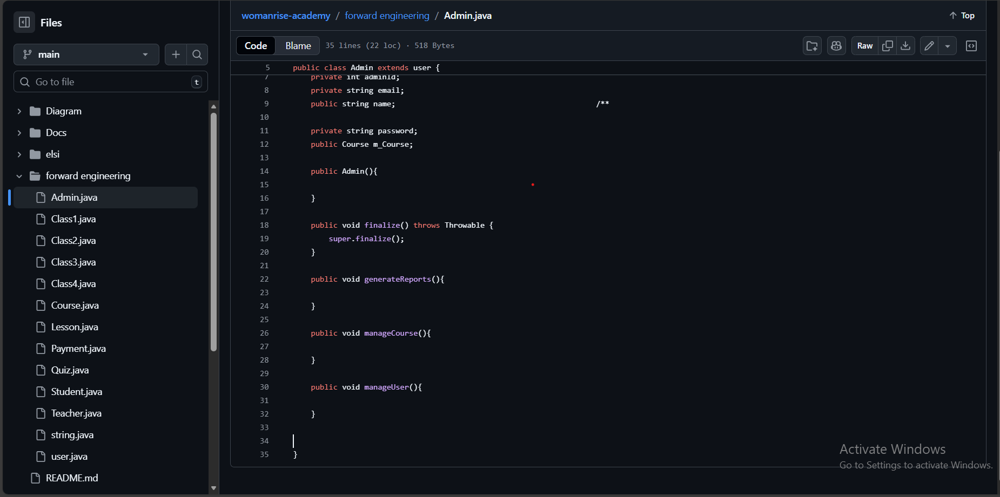 Files
main
Go to file
t
Diagram
Docs
elsi
forward engineering
Admin.java
Class1.java
Class2.java
Class3.java
Class4.java
Course.java
Lesson.java
Payment.java
Quiz.java
Student.java
Teacher.java
string.java
user.java
README.md
womanrise-academy / forward engineering / Admin.java
Top
Code Blame 35 lines (22 loc) · 518 Bytes
Raw
5 public class Admin extends user {
7 private int adminId;
8 private string email;
9 public string name; /**
10
11 private string password;
12 public Course m_Course;
13
14 public Admin(){
15
16 }
17
18 public void finalize() throws Throwable {
19 super.finalize();
20 }
21
22 public void generateReports(){
23
24 }
25
26 public void manageCourse(){
27
28 }
29
30 public void manageUser(){
31
32 }
33
34
35 }
Activate Windows
Go to Settings to activate Windows.